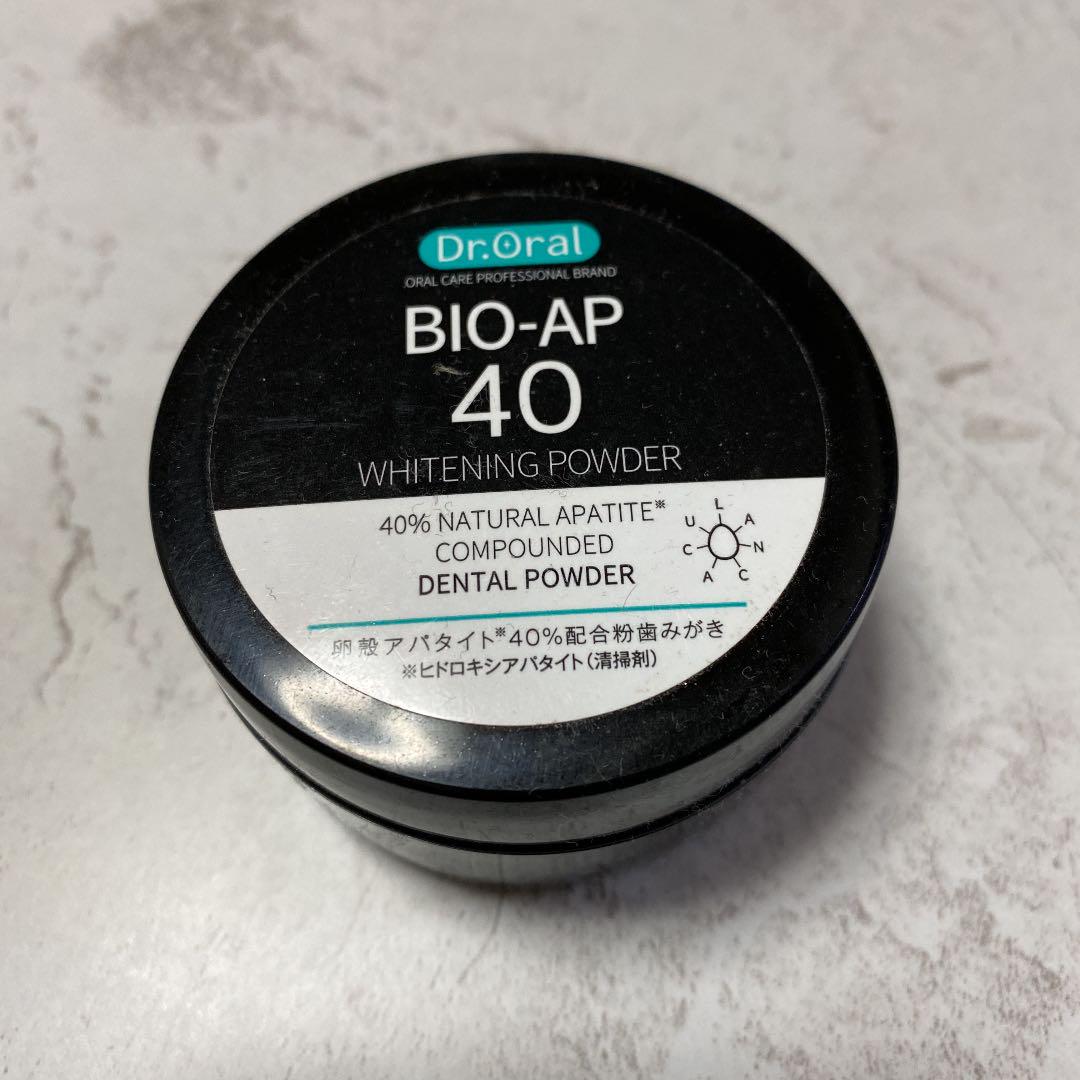 Dr.Oral
ORAL CARE PROFESSIONAL BRAND
BIO-AP
40
WHITENING POWDER
40% NATURAL APATITE※
COMPOUNDED
DENTAL POWDER
L
U A
C N
A C
卵殻アパタイト※40%配合粉歯みがき
※ヒドロキシアパタイト(清掃剤)